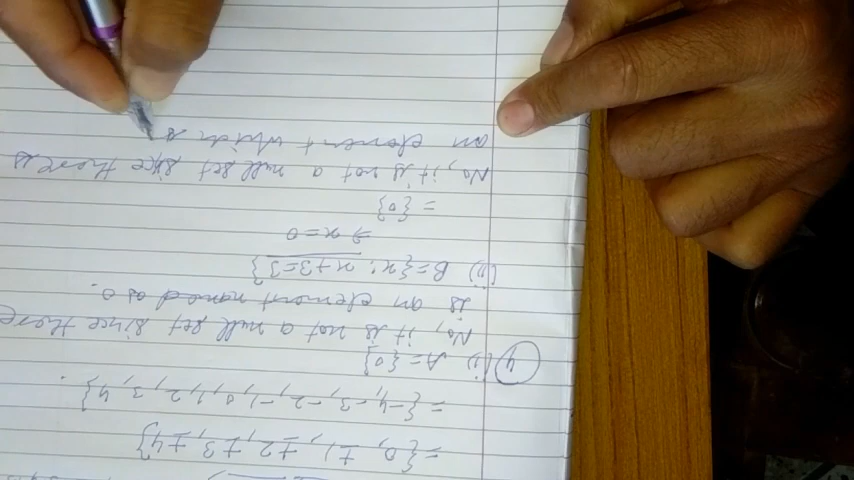 = {0, ±1, ±2, ±3, ±4}
= {-4, -3, -2, -1, 0, 1, 2, 3, 4}.
4 (i) A = {0}
No, it is not a null set since there
is an element named as 0.
(ii) B = {x : x + 3 = 3}
⇒ x = 0
= {0}
No, it is not a null set since there is
an element which is